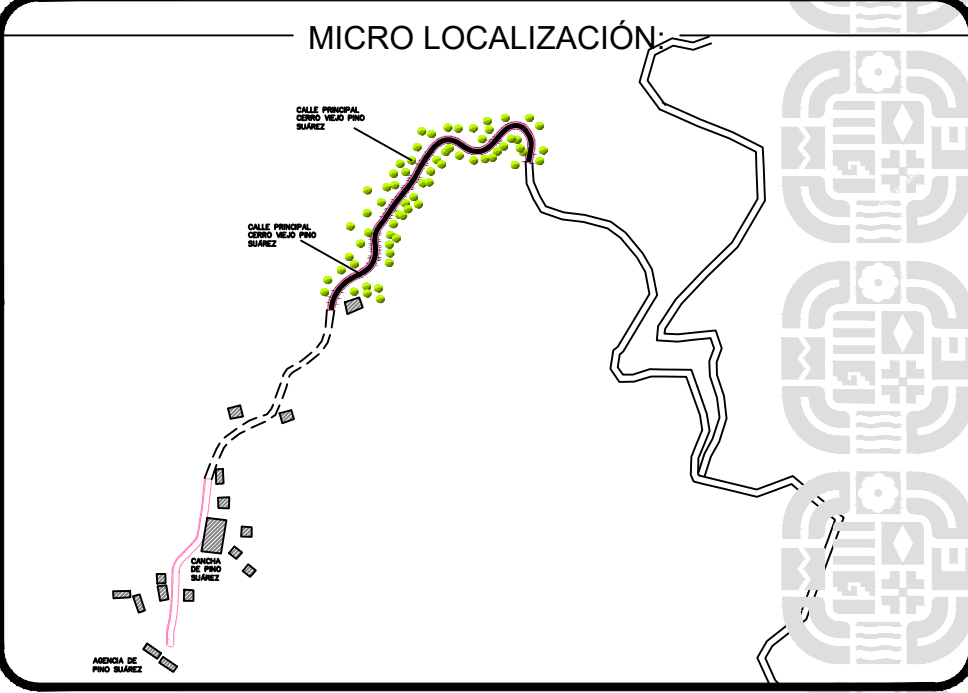 MICRO LOCALIZACIÓN:
CALLE PRINCIPAL
CERRO VIEJO PINO
SUÁREZ
CALLE PRINCIPAL
CERRO VIEJO PINO
SUÁREZ
CANCHA
DE PINO
SUÁREZ
AGENCIA DE
PINO SUÁREZ